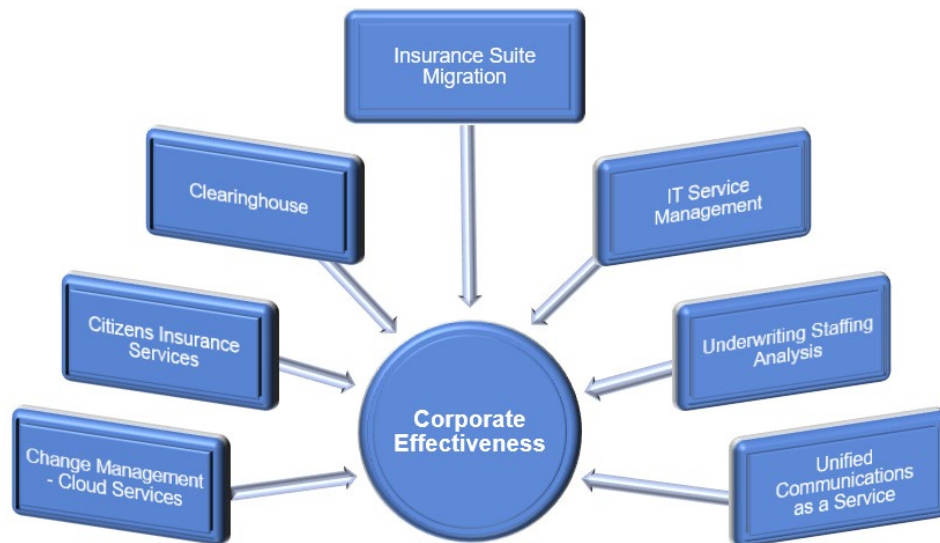 Insurance Suite
Migration
Clearinghouse
IT Service
Management
Citizens Insurance
Services
Underwriting Staffing
Analysis
Change Management
- Cloud Services
Corporate
Effectiveness
Unified
Communications
as a Service